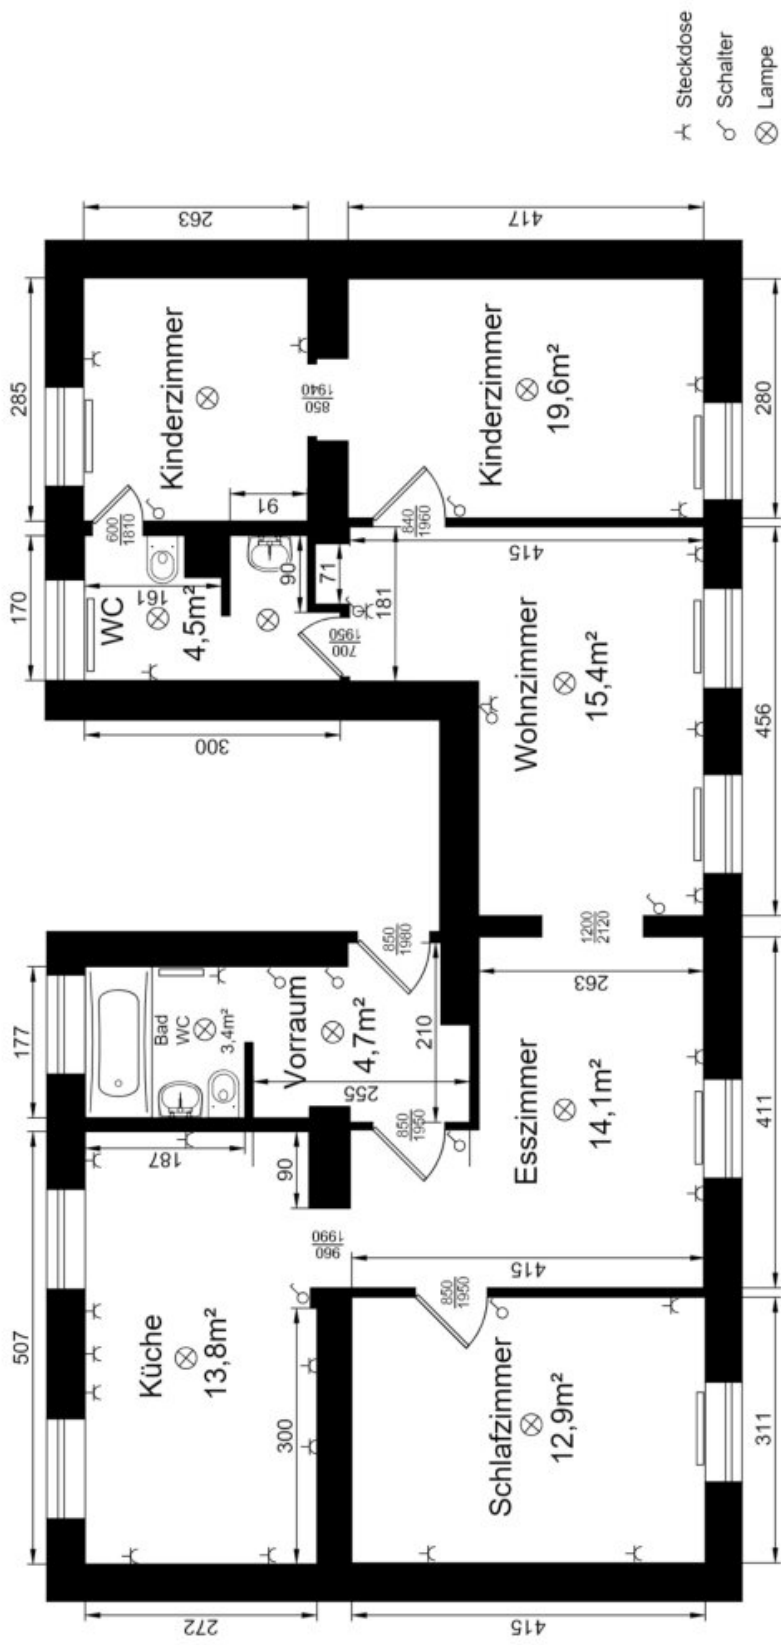 507
177
170
285
272
415
311
411
456
280
417
263
Küche
13,8m²
300
187
90
960
1990
Bad
WC
3,4m²
Vorraum
4,7m²
255
210
850
1980
850
1950
Schlafzimmer
12,9m²
850
1950
Esszimmer
14,1m²
415
263
1200
2120
Wohnzimmer
15,4m²
415
181
71
300
WC
4,5m²
161
90
700
1950
600
1810
Kinderzimmer
91
850
1940
Kinderzimmer
19,6m²
840
1960
Steckdose
Schalter
Lampe